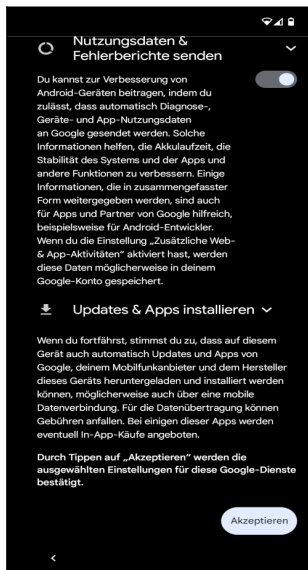 Nutzungsdaten &
Fehlerberichte senden
Du kannst zur Verbesserung von
Android-Geräten beitragen, indem du
zulässt, dass automatisch Diagnose-,
Geräte- und App-Nutzungsdaten
an Google gesendet werden. Solche
Informationen helfen, die Akkulaufzeit, die
Stabilität des Systems und der Apps und
andere Funktionen zu verbessern. Einige
Informationen, die in zusammengefasster
Form weitergegeben werden, sind auch
für Apps und Partner von Google hilfreich,
beispielsweise für Android-Entwickler.
Wenn du die Einstellung „Zusätzliche Web-
& App-Aktivitäten“ aktiviert hast, werden
diese Daten möglicherweise in deinem
Google-Konto gespeichert.
Updates & Apps installieren
Wenn du fortfährst, stimmst du zu, dass auf diesem
Gerät auch automatisch Updates und Apps von
Google, deinem Mobilfunkanbieter und dem Hersteller
dieses Geräts heruntergeladen und installiert werden
können, möglicherweise auch über eine mobile
Datenverbindung. Für die Datenübertragung können
Gebühren anfallen. Bei einigen dieser Apps werden
eventuell In-App-Käufe angeboten.
Durch Tippen auf „Akzeptieren“ werden die
ausgewählten Einstellungen für diese Google-Dienste
bestätigt.
Akzeptieren